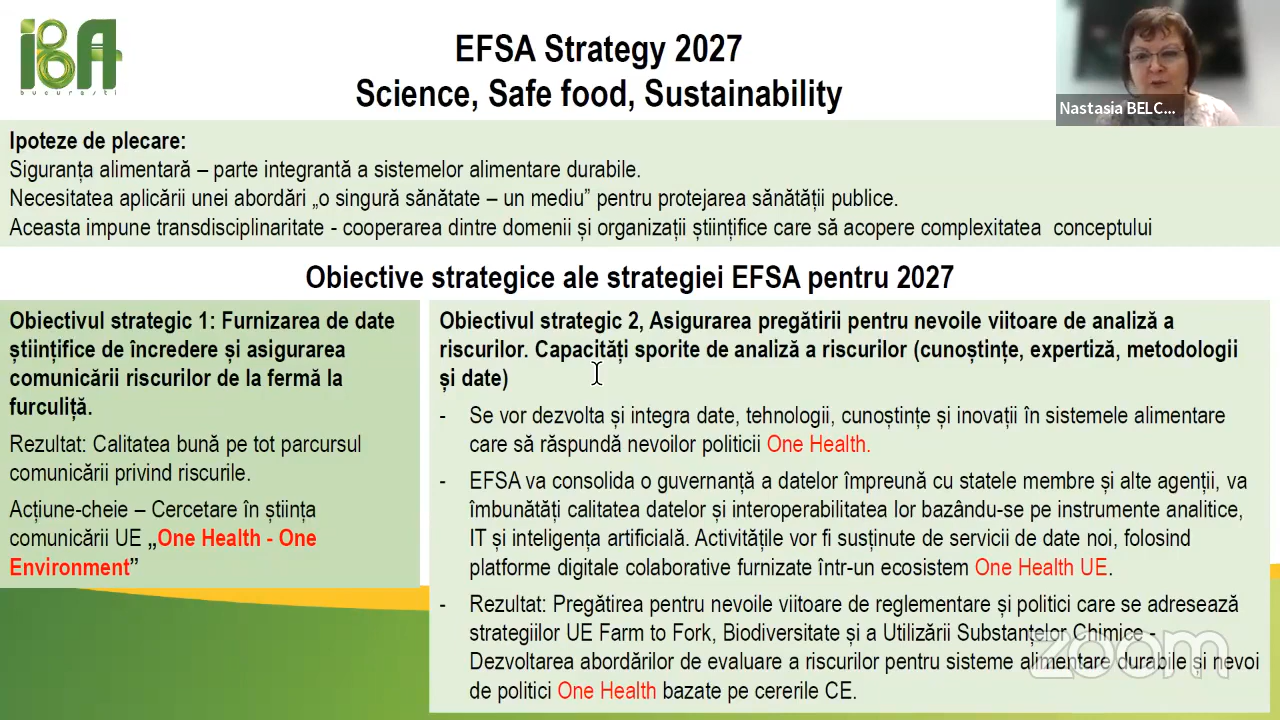 IBA
bucurești
EFSA Strategy 2027
Science, Safe food, Sustainability
Nastasia BELC...
Ipoteze de plecare:
Siguranța alimentară – parte integrantă a sistemelor alimentare durabile.
Necesitatea aplicării unei abordări „o singură sănătate – un mediu” pentru protejarea sănătății publice.
Aceasta impune transdisciplinaritate - cooperarea dintre domenii și organizații științifice care să acopere complexitatea conceptului
Obiective strategice ale strategiei EFSA pentru 2027
Obiectivul strategic 1: Furnizarea de date
științifice de încredere și asigurarea
comunicării riscurilor de la fermă la
furculiță.
Rezultat: Calitatea bună pe tot parcursul
comunicării privind riscurile.
Acțiune-cheie – Cercetare în știința
comunicării UE „One Health - One
Environment”
Obiectivul strategic 2, Asigurarea pregătirii pentru nevoile viitoare de analiză a
riscurilor. Capacități sporite de analiză a riscurilor (cunoștințe, expertiză, metodologii
și date)
- Se vor dezvolta și integra date, tehnologii, cunoștințe și inovații în sistemele alimentare
care să răspundă nevoilor politicii One Health.
- EFSA va consolida o guvernanță a datelor împreună cu statele membre și alte agenții, va
îmbunătăți calitatea datelor și interoperabilitatea lor bazându-se pe instrumente analitice,
IT și inteligența artificială. Activitățile vor fi susținute de servicii de date noi, folosind
platforme digitale colaborative furnizate într-un ecosistem One Health UE.
- Rezultat: Pregătirea pentru nevoile viitoare de reglementare și politici care se adresează
strategiilor UE Farm to Fork, Biodiversitate și a Utilizării Substanțelor Chimice -
Dezvoltarea abordărilor de evaluare a riscurilor pentru sisteme alimentare durabile și nevoi
de politici One Health bazate pe cererile CE.
zoom